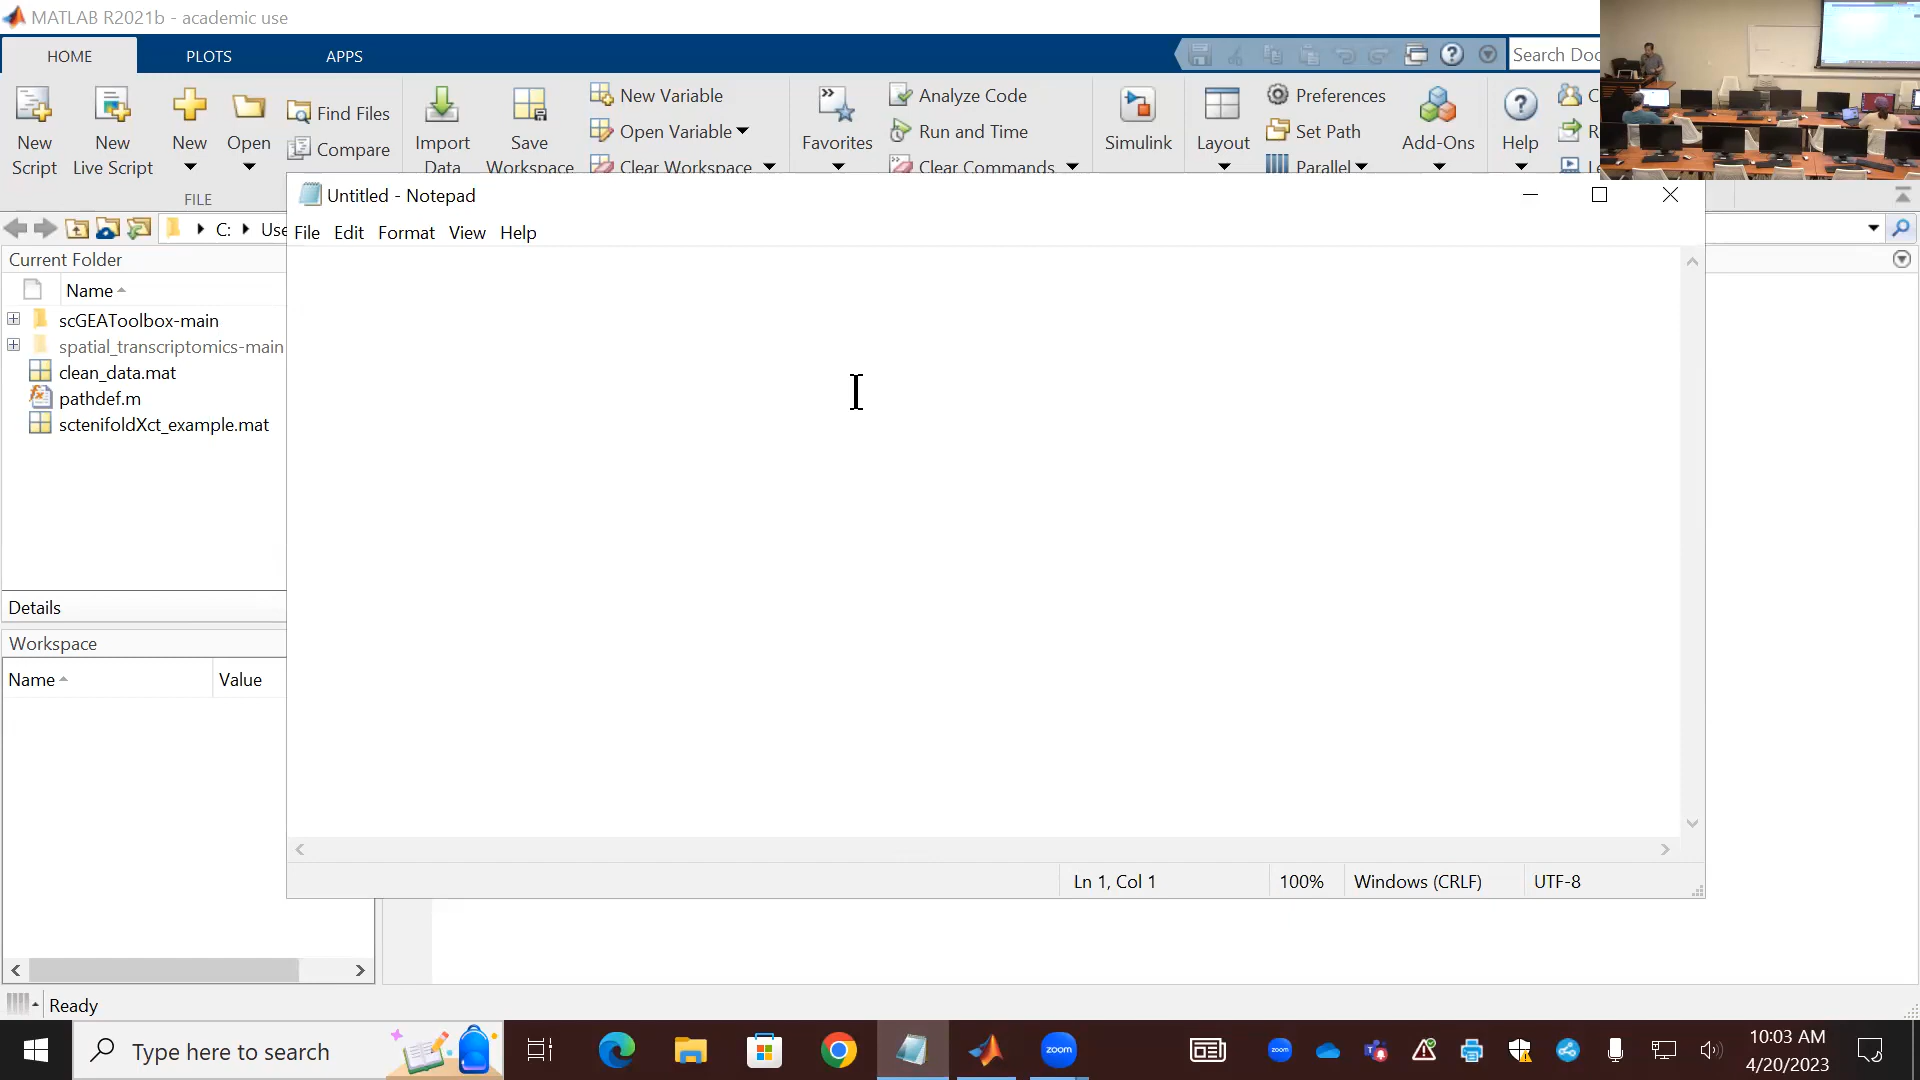 MATLAB R2021b - academic use
HOME
PLOTS
APPS
Search Doc
New
Script
New
Live Script
New
Open
Find Files
Compare
FILE
Import
Data
Save
Workspace
New Variable
Open Variable
Clear Workspace
Favorites
Analyze Code
Run and Time
Clear Commands
Simulink
Layout
Preferences
Set Path
Parallel
Add-Ons
Help
C:
Use
Untitled - Notepad
File Edit Format View Help
Current Folder
Name
scGEAToolbox-main
spatial_transcriptomics-main
clean_data.mat
pathdef.m
sctenifoldXct_example.mat
Details
Workspace
Name
Value
Ln 1, Col 1
100%
Windows (CRLF)
UTF-8
Ready
Type here to search
zoom
zoom
10:03 AM
4/20/2023